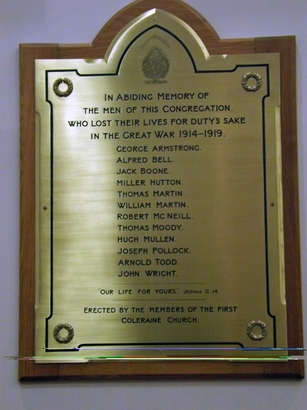 In Abiding Memory of
the men of this Congregation,
who lost their lives for duty's sake
in the Great War 1914-1919.
George Armstrong.
Alfred Bell.
Jack Boone.
Miller Hutton.
Thomas Martin.
William Martin.
Robert McNeill.
Thomas Moody.
Hugh Mullen.
Joseph Pollock.
Arnold Todd.
John Wright.
"Our life for yours". Joshua II. 14.
Erected by the members of the First
Coleraine Church.